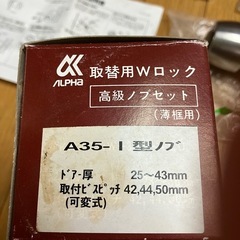 ALPHA
取替用Wロック
高級ノブセット
(薄框用)
A35-I型ノブ
ドアー厚 25～43mm
取付ビスピッチ 42,44,50mm
(可変式)